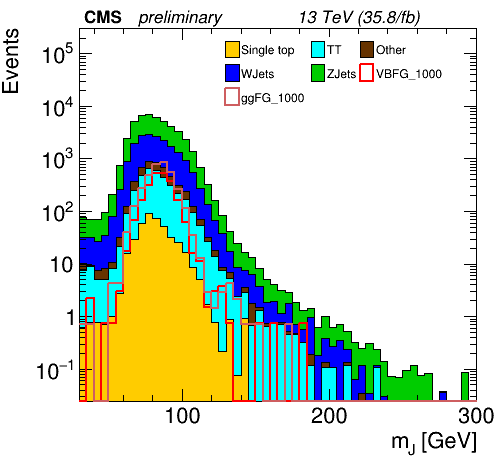 CMS preliminary 13 TeV (35.8/fb)
Events
Single top TT Other
WJets ZJets VBFG_1000
ggFG_1000
10^5
10^4
10^3
10^2
10
1
10^-1
100 200 300
m_J [GeV]